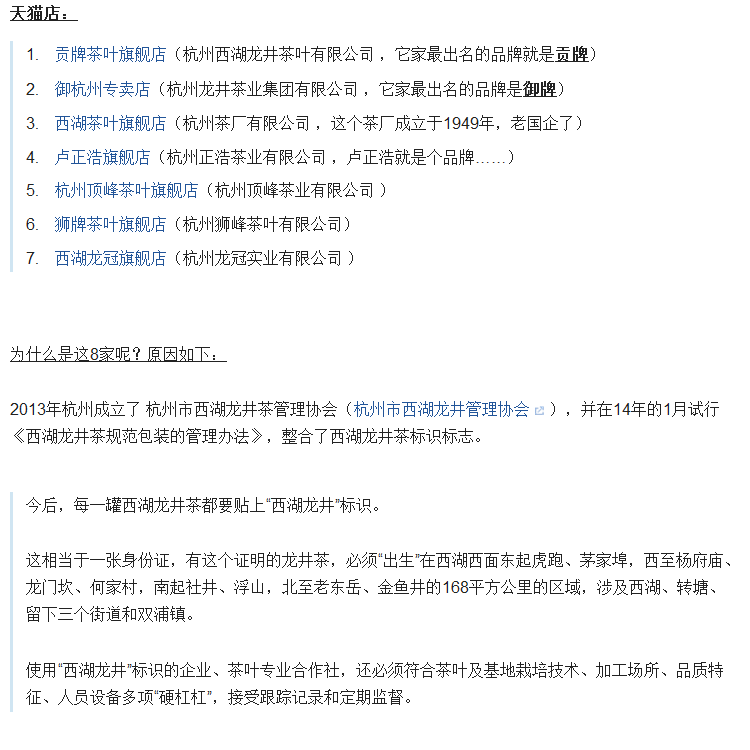 天猫店：
1. 贡牌茶叶旗舰店（杭州西湖龙井茶叶有限公司 ，它家最出名的品牌就是贡牌）
2. 御杭州专卖店（杭州龙井茶业集团有限公司 ，它家最出名的品牌是御牌）
3. 西湖茶叶旗舰店（杭州茶厂有限公司 ，这个茶厂成立于1949年，老国企了）
4. 卢正浩旗舰店（杭州正浩茶业有限公司 ，卢正浩就是个品牌……）
5. 杭州顶峰茶叶旗舰店（杭州顶峰茶业有限公司 ）
6. 狮牌茶叶旗舰店（杭州狮峰茶叶有限公司）
7. 西湖龙冠旗舰店（杭州龙冠实业有限公司 ）
为什么是这8家呢？原因如下：
2013年杭州成立了 杭州市西湖龙井茶管理协会（杭州市西湖龙井管理协会 ），并在14年的1月试行
《西湖龙井茶规范包装的管理办法》，整合了西湖龙井茶标识标志。
今后，每一罐西湖龙井茶都要贴上“西湖龙井”标识。
这相当于一张身份证，有这个证明的龙井茶，必须“出生”在西湖西面东起虎跑、茅家埠，西至杨府庙、
龙门坎、何家村，南起社井、浮山，北至老东岳、金鱼井的168平方公里的区域，涉及西湖、转塘、
留下三个街道和双浦镇。
使用“西湖龙井”标识的企业、茶叶专业合作社，还必须符合茶叶及基地栽培技术、加工场所、品质特
征、人员设备多项“硬杠杠”，接受跟踪记录和定期监督。